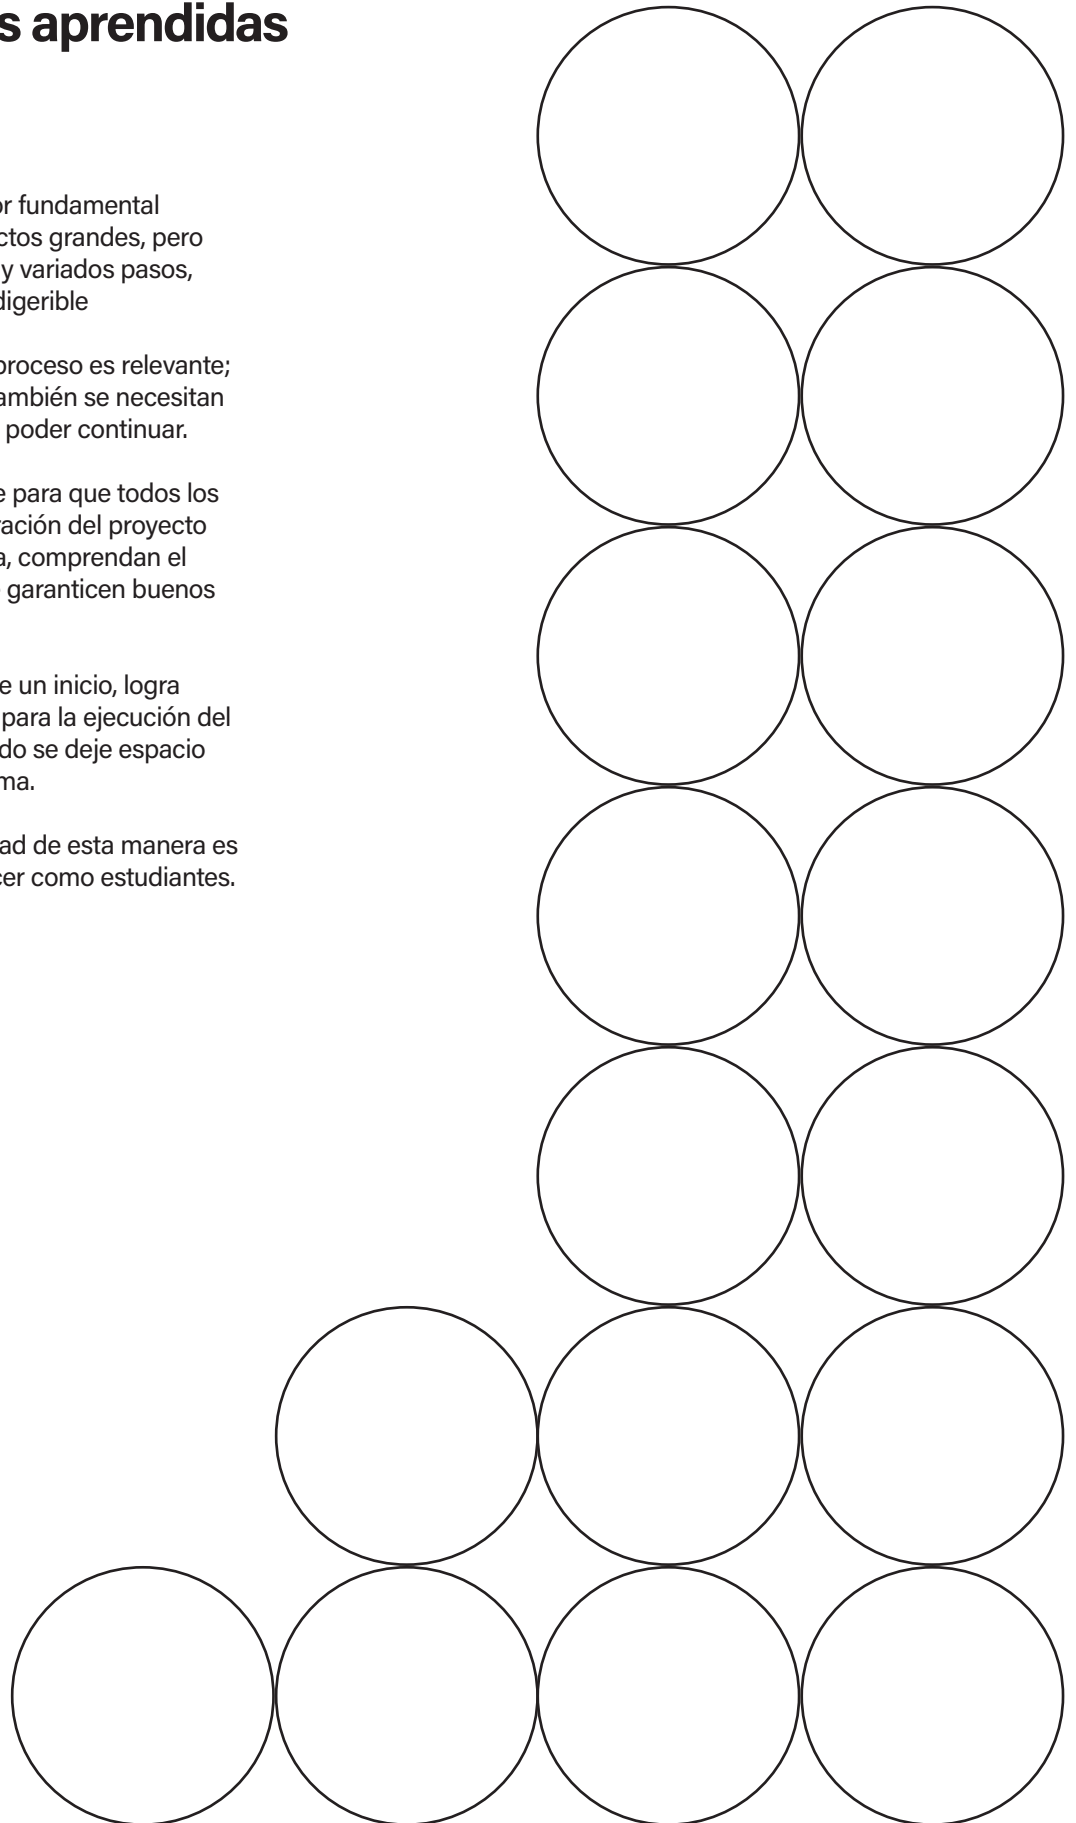 s aprendidas
or fundamental
ctos grandes, pero
y variados pasos,
digerible
proceso es relevante;
ambién se necesitan
poder continuar.
e para que todos los
ración del proyecto
a, comprendan el
garanticen buenos
e un inicio, logra
para la ejecución del
do se deje espacio
ma.
ad de esta manera es
cer como estudiantes.